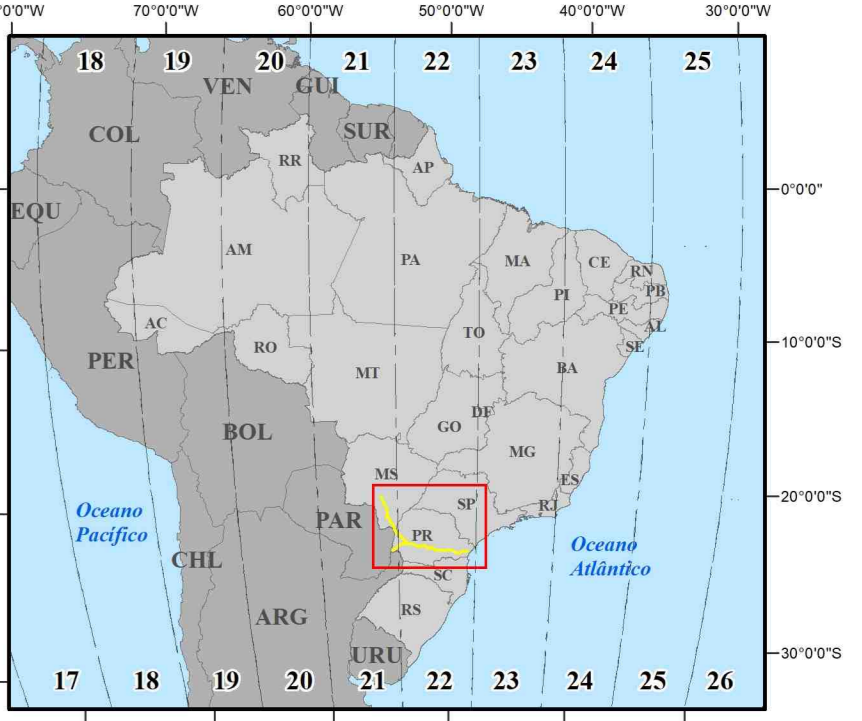 0°0'0"W
70°0'0"W
60°0'0"W
50°0'0"W
40°0'0"W
30°0'0"W
18
19
20
21
22
23
24
25
VEN
GUI
COL
SUR
RR
AP
0°0'0"
EQU
AM
PA
MA
CE
RN
PB
PI
PE
AC
AL
TO
SE
10°0'0"S
RO
PER
MT
BA
DF
GO
BOL
MG
MS
ES
20°0'0"S
SP
RJ
Oceano
Pacífico
PAR
PR
Oceano
Atlântico
CHL
SC
RS
ARG
URU
30°0'0"S
17
18
19
20
21
22
23
24
25
26